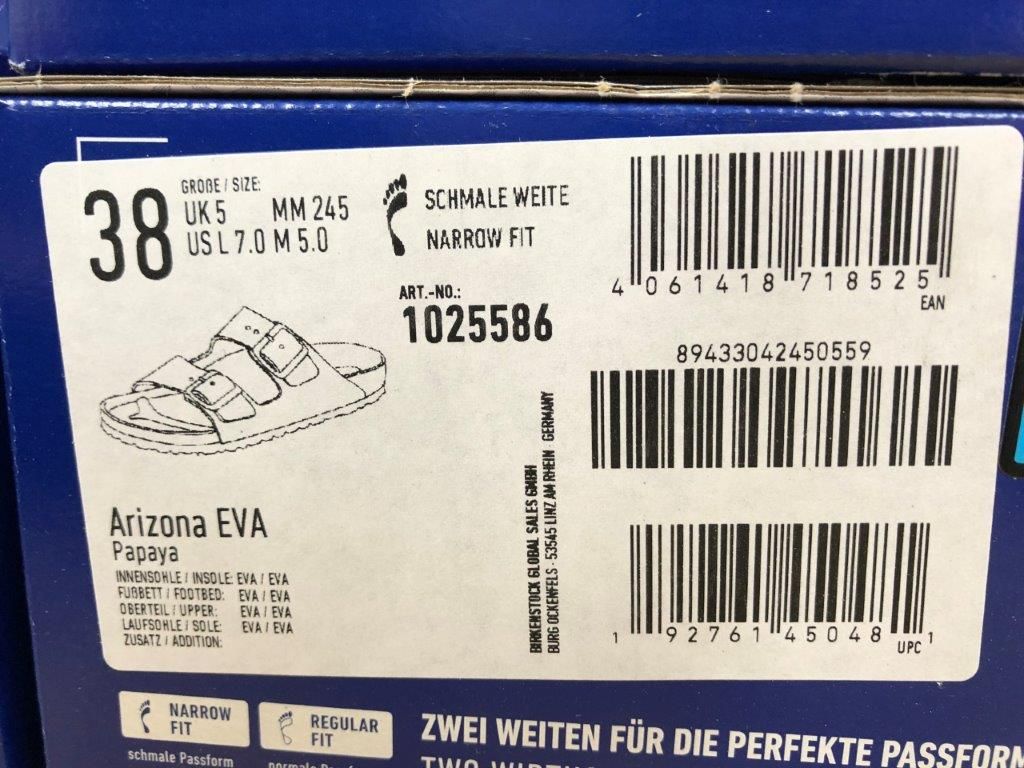 38
GRÖßE / SIZE:
UK 5 MM 245
US L 7.0 M 5.0
SCHMALE WEITE
NARROW FIT
ART.-NO.:
1025586
4 061418 718525
EAN
89433042450559
Arizona EVA
Papaya
INNENSOHLE / INSOLE: EVA / EVA
FUßBETT / FOOTBED: EVA / EVA
OBERTEIL / UPPER: EVA / EVA
LAUFSOHLE / SOLE: EVA / EVA
ZUSATZ / ADDITION:
BIRKENSTOCK GLOBAL SALES GMBH
BURG OCKENFELS · 53545 LINZ AM RHEIN · GERMANY
1 92761 45048 1
UPC
NARROW
FIT
schmale Passform
REGULAR
FIT
normale
ZWEI WEITEN FÜR DIE PERFEKTE PASSFORM
TWO